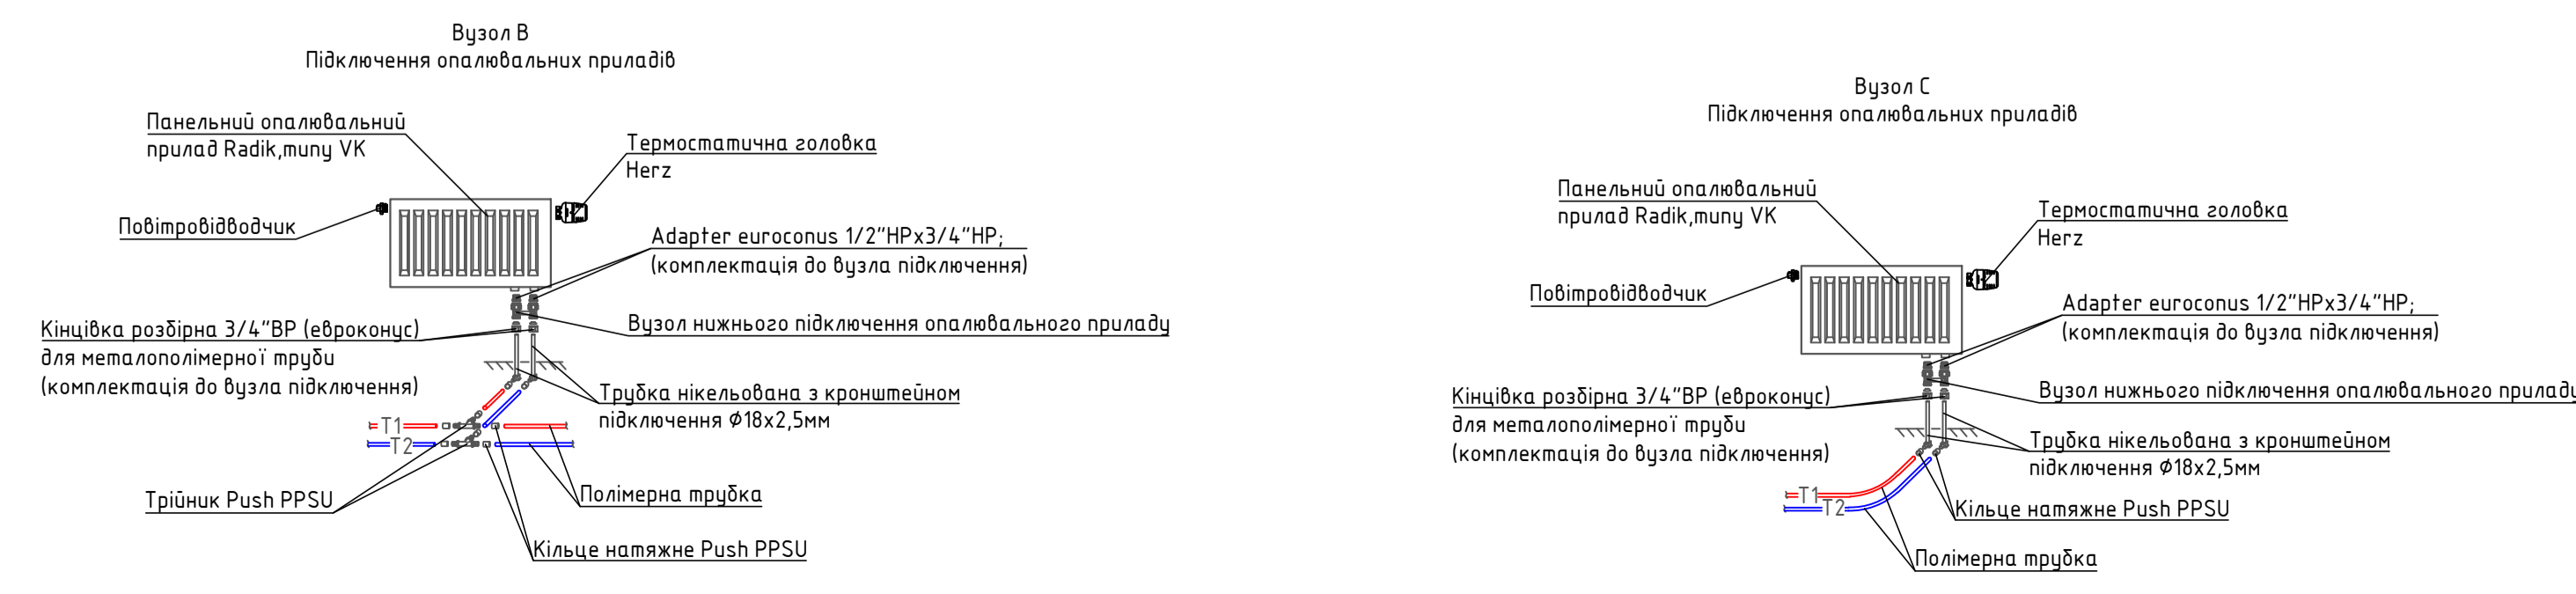 Вузол В
Підключення опалювальних приладів
Панельний опалювальний
прилад Radik,типу VK
Термостатична головка
Herz
Повітровідводчик
Adapter euroconus 1/2"НРх3/4"НР;
(комплектація до вузла підключення)
Кінцівка розбірна 3/4"ВР (евроконус)
для металополімерної труби
(комплектація до вузла підключення)
Вузол нижнього підключення опалювального приладу
Трубка нікельована з кронштейном
підключення Ф18х2,5мм
Т1
Т2
Трійник Push PPSU
Полімерна трубка
Кільце натяжне Push PPSU
Вузол С
Підключення опалювальних приладів
Панельний опалювальний
прилад Radik,типу VK
Термостатична головка
Herz
Повітровідводчик
Adapter euroconus 1/2"НРх3/4"НР;
(комплектація до вузла підключення)
Кінцівка розбірна 3/4"ВР (евроконус)
для металополімерної труби
(комплектація до вузла підключення)
Вузол нижнього підключення опалювального приладу
Трубка нікельована з кронштейном
підключення Ф18х2,5мм
Т1
Т2
Кільце натяжне Push PPSU
Полімерна трубка